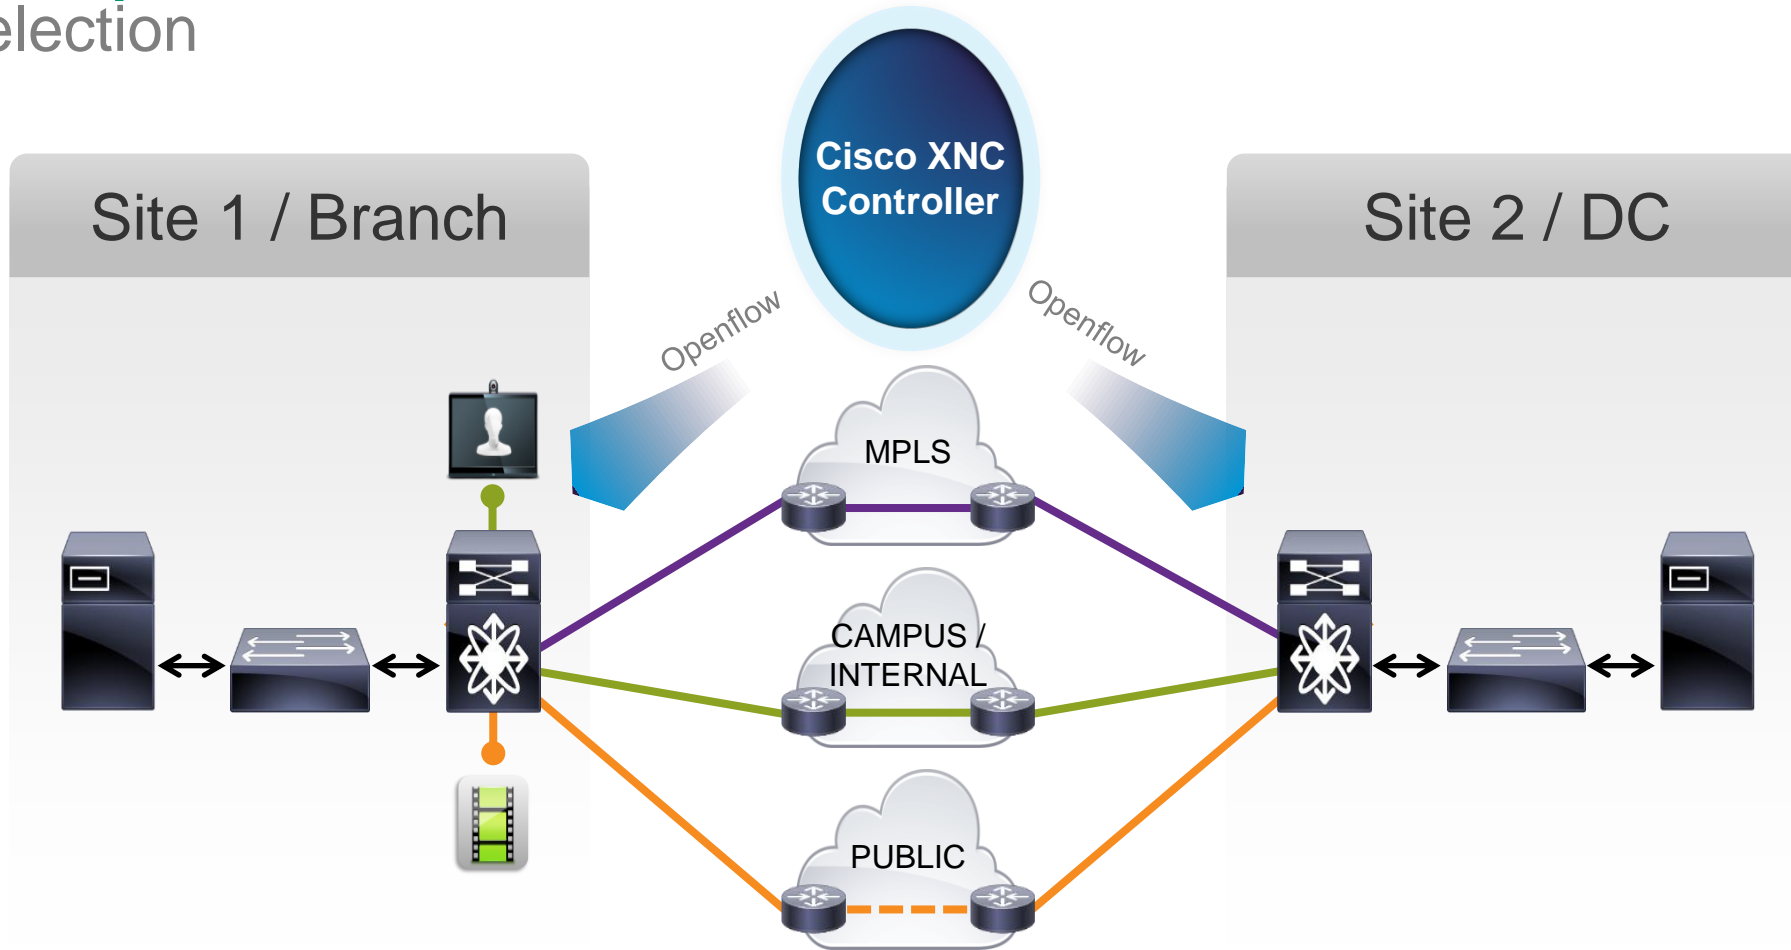 election
Cisco XNC
Controller
Site 1 / Branch
Site 2 / DC
Openflow
Openflow
MPLS
CAMPUS /
INTERNAL
PUBLIC